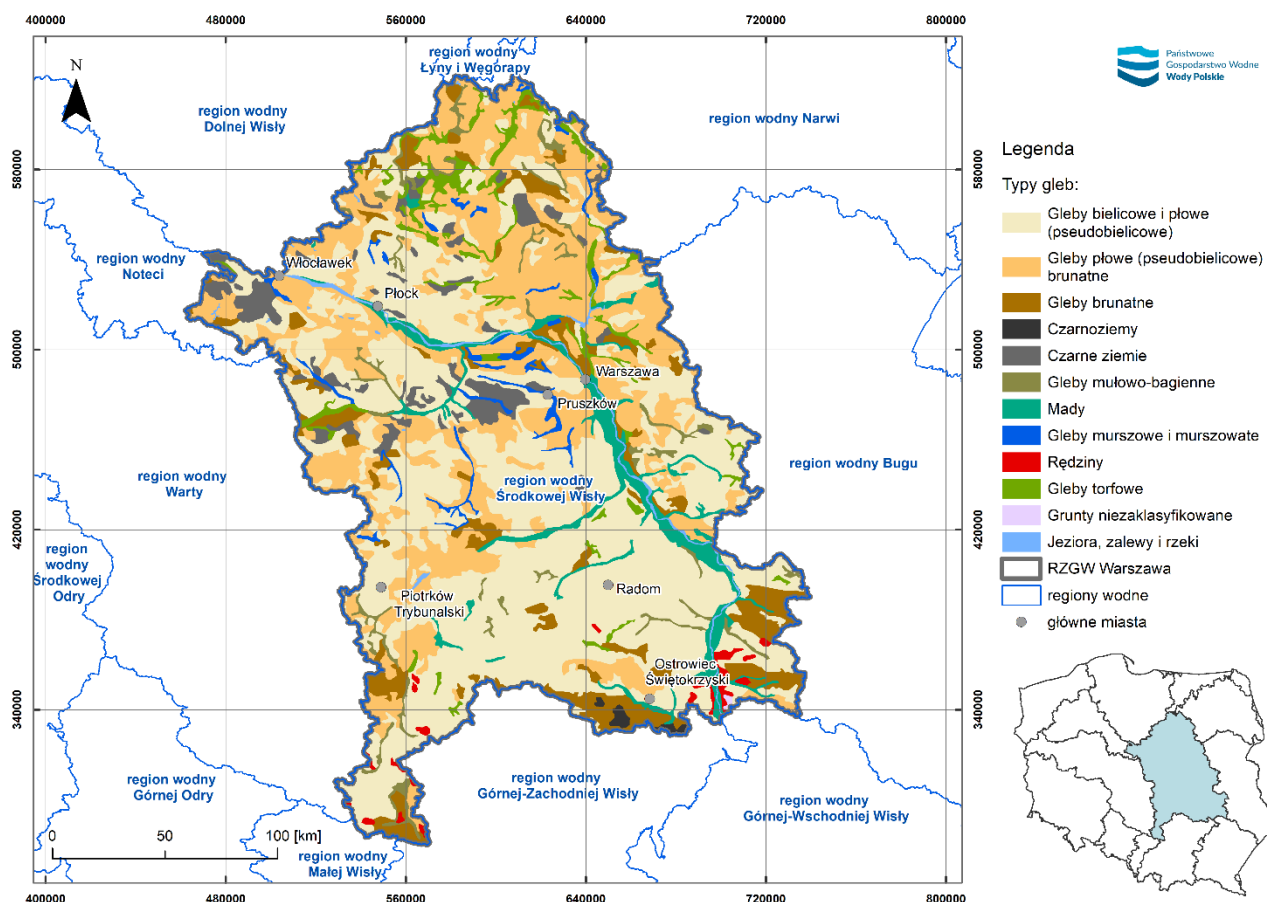 400000
480000
560000
640000
720000
800000
region wodny
Łyny i Węgorapy
N
region wodny
Dolnej Wisły
region wodny Narwi
Państwowe
Gospodarstwo Wodne
Wody Polskie
580000
580000
region wodny
Noteci
Włocławek
Płock
500000
500000
Warszawa
Pruszków
region wodny
Warty
region wodny
Środkowej Wisły
region wodny Bugu
420000
420000
region
wodny
Środkowej
Odry
Piotrków
Trybunalski
Radom
Ostrowiec
Świętokrzyski
340000
340000
region wodny
Górnej Odry
region wodny
Górnej-Zachodniej Wisły
region wodny
Górnej-Wschodniej Wisły
region wodny
Małej Wisły
0
50
100 [km]
400000
480000
560000
640000
720000
800000
Legenda
Typy gleb:
Gleby bielicowe i płowe
(pseudobielicowe)
Gleby płowe (pseudobielicowe)
brunatne
Gleby brunatne
Czarnoziemy
Czarne ziemie
Gleby mułowo-bagienne
Mady
Gleby murszowe i murszowate
Rędziny
Gleby torfowe
Grunty niezaklasyfikowane
Jeziora, zalewy i rzeki
RZGW Warszawa
regiony wodne
główne miasta